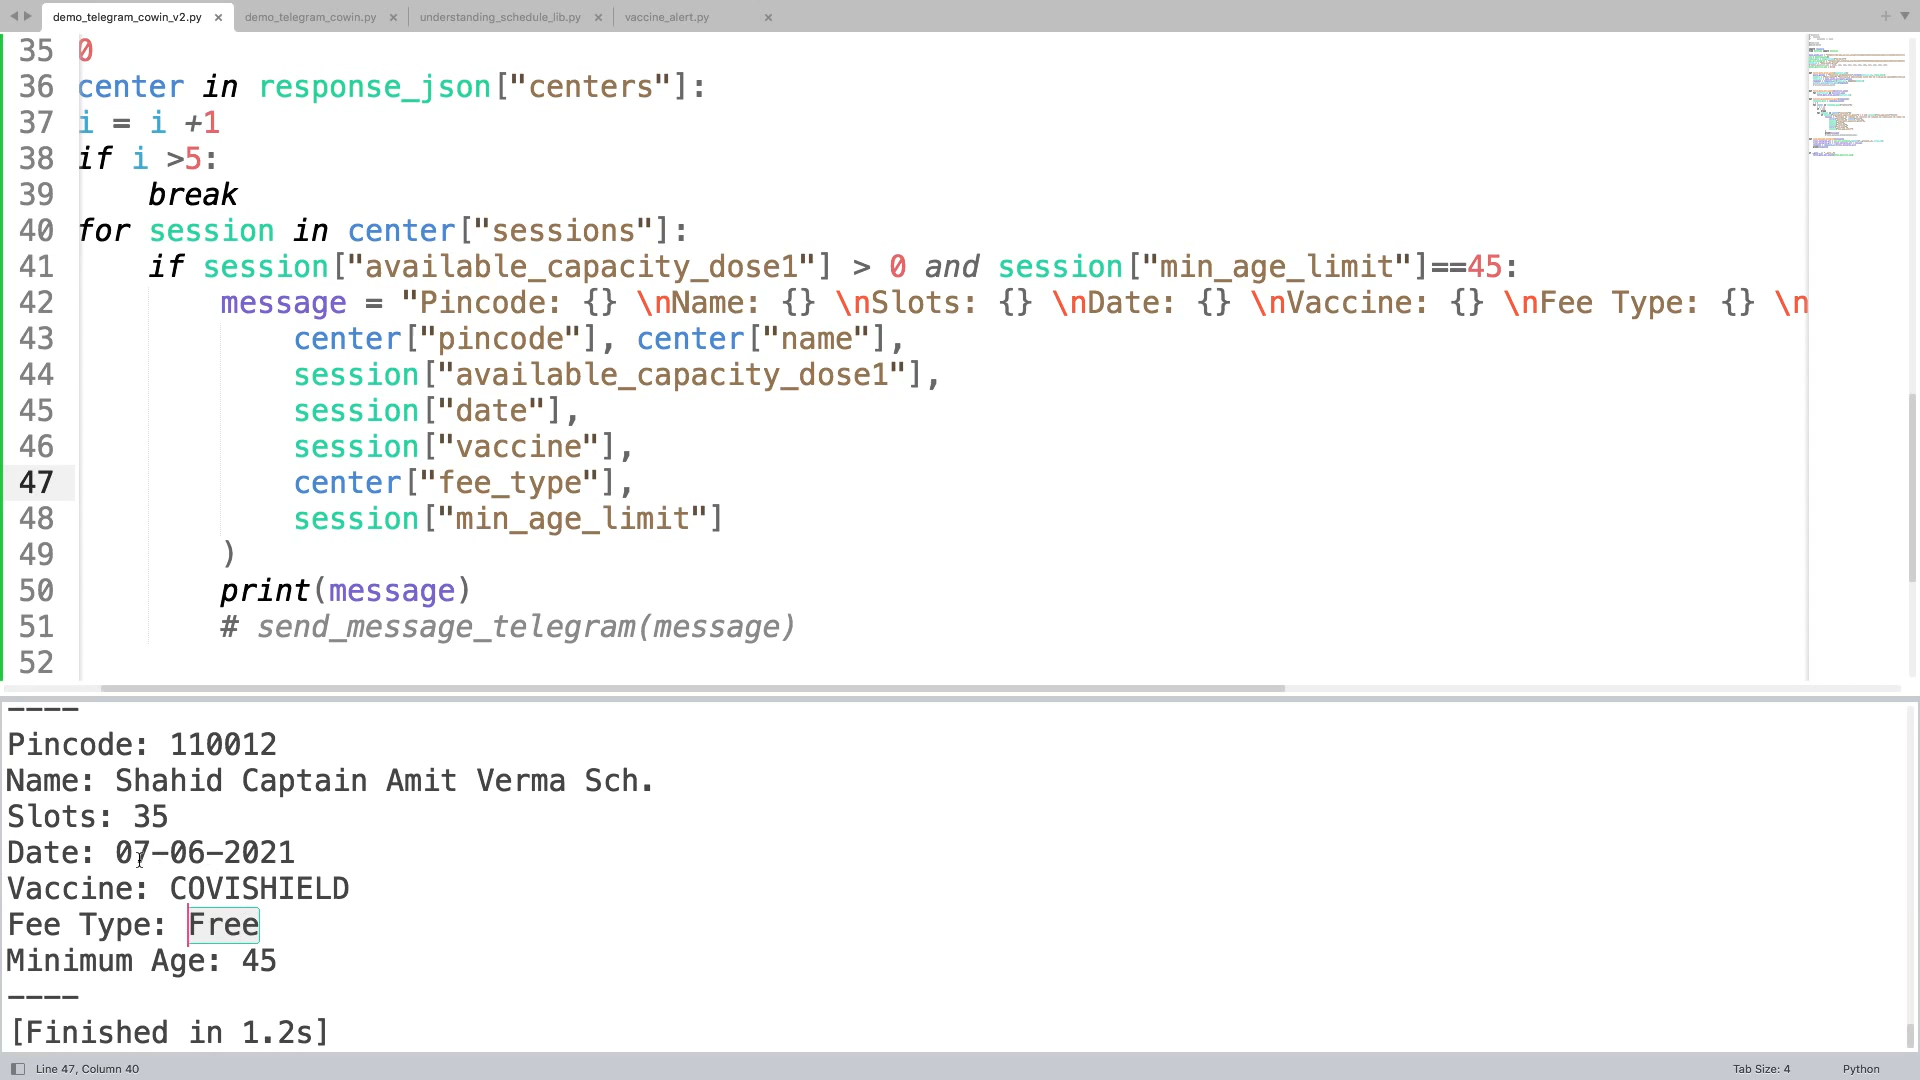 demo_telegram_cowin_v2.py demo_telegram_cowin.py understanding_schedule_lib.py vaccine_alert.py
35 0
36 center in response_json["centers"]:
37 i = i +1
38 if i >5:
39 break
40 for session in center["sessions"]:
41 if session["available_capacity_dose1"] > 0 and session["min_age_limit"]==45:
42 message = "Pincode: {} \nName: {} \nSlots: {} \nDate: {} \nVaccine: {} \nFee Type: {} \n
43 center["pincode"], center["name"],
44 session["available_capacity_dose1"],
45 session["date"],
46 session["vaccine"],
47 center["fee_type"],
48 session["min_age_limit"]
49 )
50 print(message)
51 # send_message_telegram(message)
52
----
Pincode: 110012
Name: Shahid Captain Amit Verma Sch.
Slots: 35
Date: 07-06-2021
Vaccine: COVISHIELD
Fee Type: Free
Minimum Age: 45
----
[Finished in 1.2s]
Line 47, Column 40 Tab Size: 4 Python